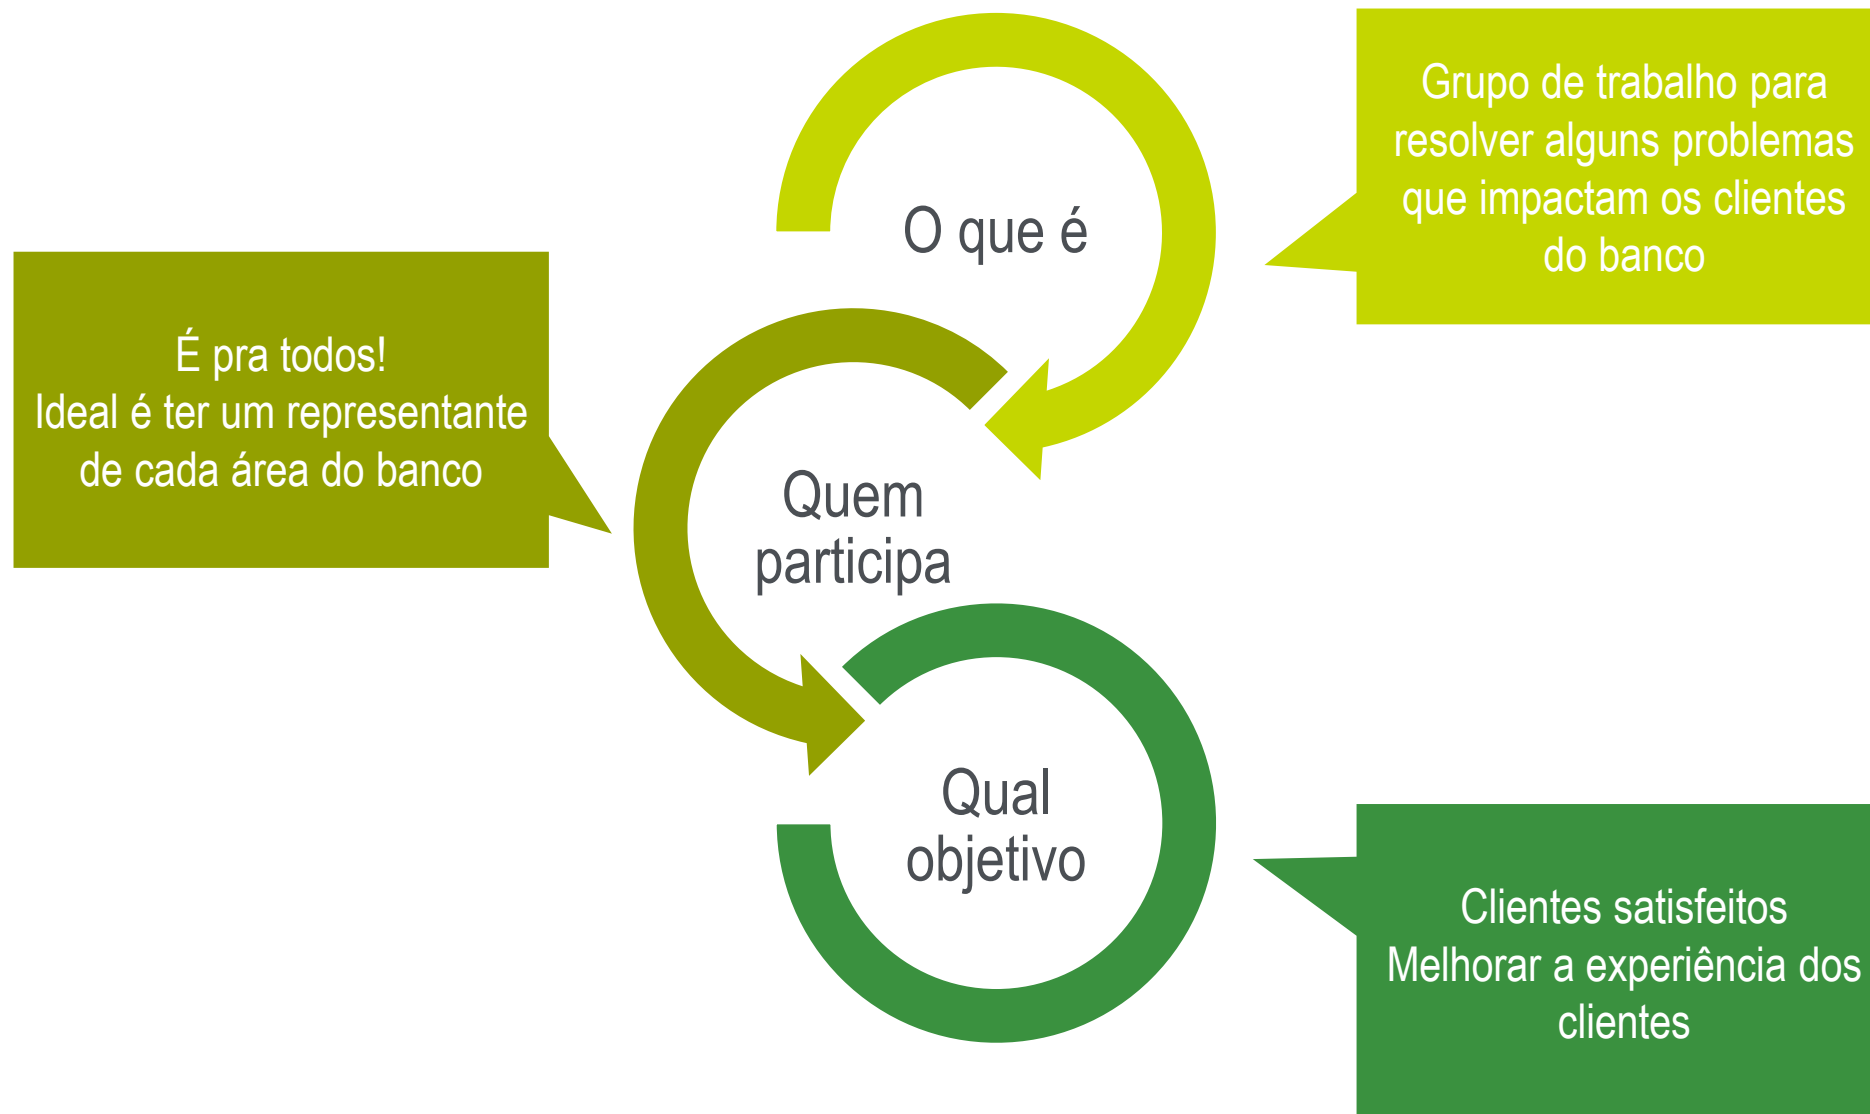 O que é
Grupo de trabalho para
resolver alguns problemas
que impactam os clientes
do banco
É pra todos!
Ideal é ter um representante
de cada área do banco
Quem
participa
Qual
objetivo
Clientes satisfeitos
Melhorar a experiência dos
clientes